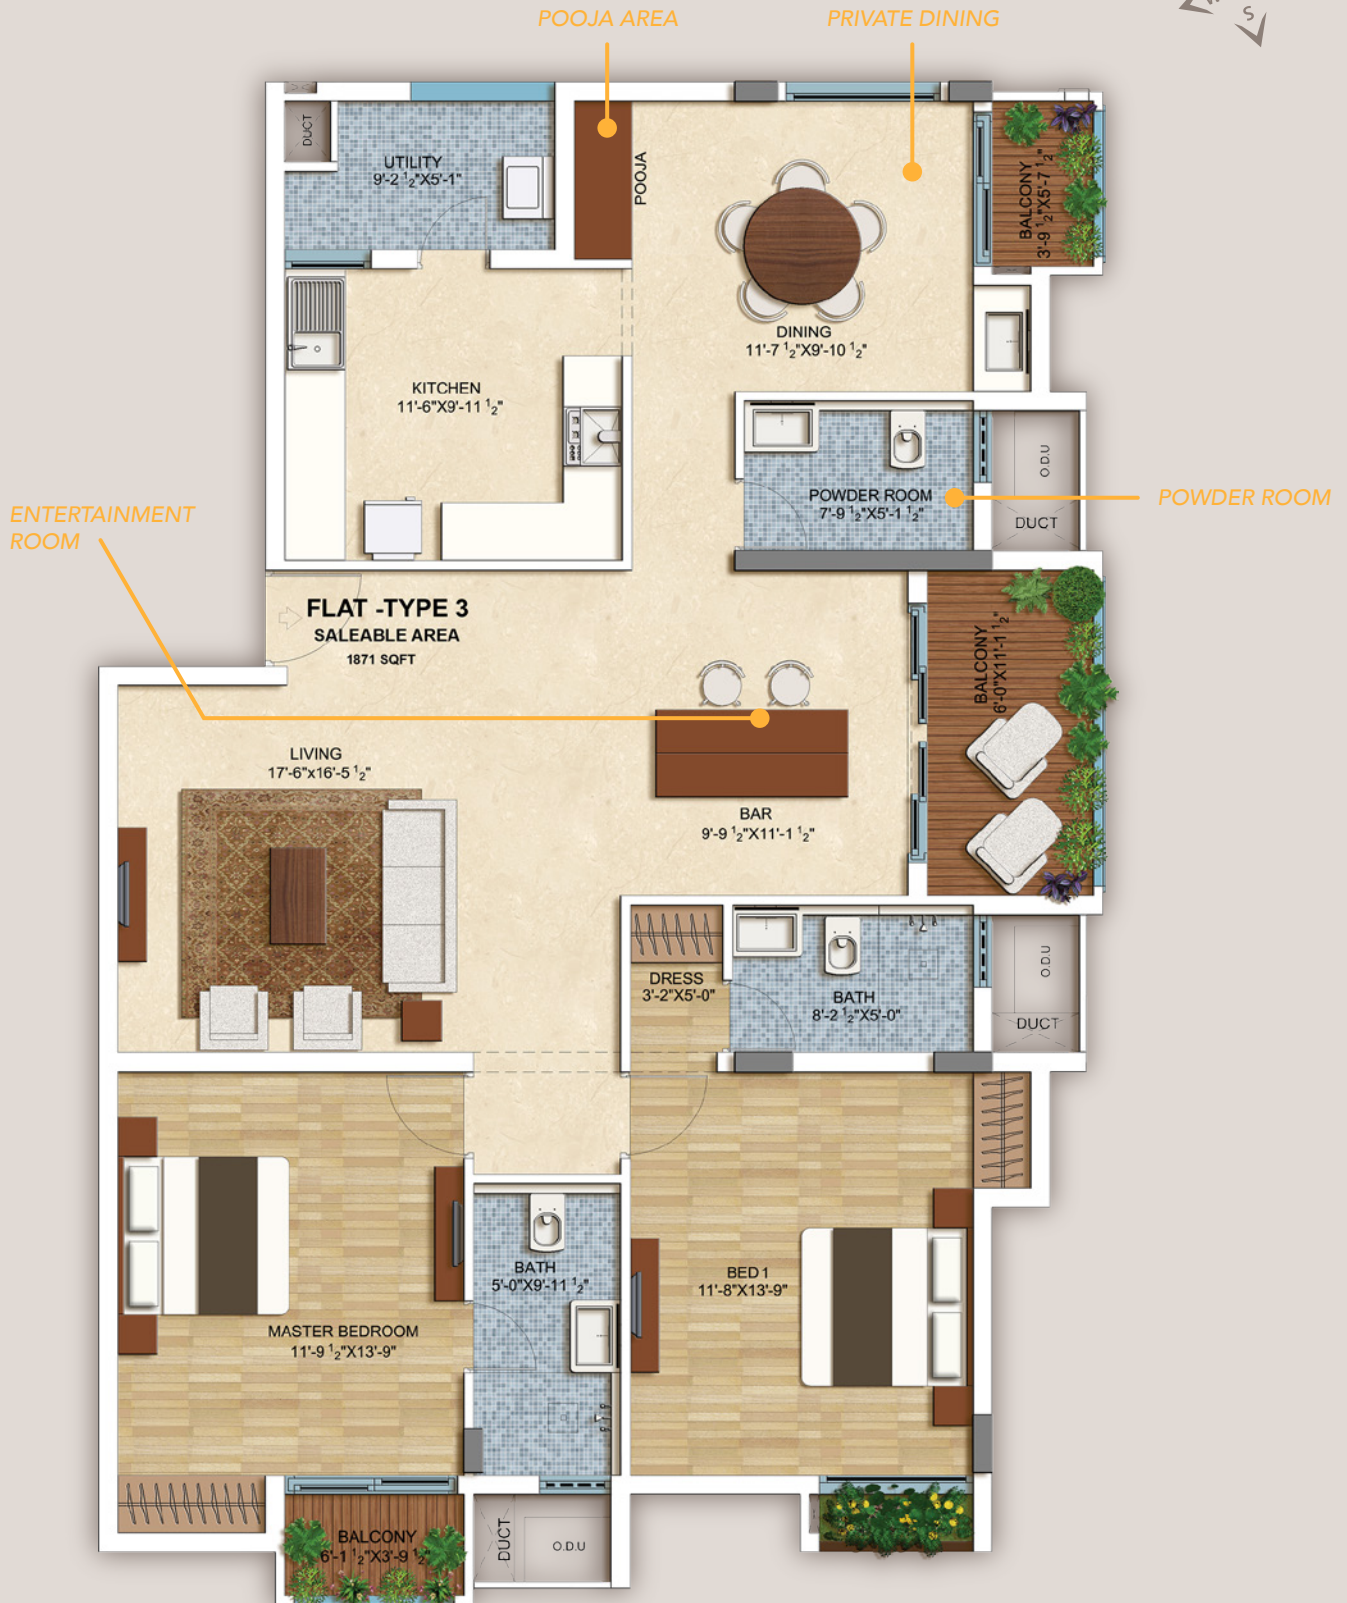 POOJA AREA
PRIVATE DINING
S
DUCT
UTILITY
9'-2 1/2"X5'-1"
POOJA
BALCONY
3'-9 1/2"X5'-7 1/2"
DINING
11'-7 1/2"X9'-10 1/2"
KITCHEN
11'-6"X9'-11 1/2"
O.D.U
POWDER ROOM
7'-9 1/2"X5'-1 1/2"
DUCT
POWDER ROOM
ENTERTAINMENT
ROOM
FLAT -TYPE 3
SALEABLE AREA
1871 SQFT
BALCONY
6'-0"X11'-1 1/2"
LIVING
17'-6"x16'-5 1/2"
BAR
9'-9 1/2"X11'-1 1/2"
DRESS
3'-2"X5'-0"
BATH
8'-2 1/2"X5'-0"
O.D.U
DUCT
BATH
5'-0"X9'-11 1/2"
BED 1
11'-8"X13'-9"
MASTER BEDROOM
11'-9 1/2"X13'-9"
BALCONY
6'-1 1/2"X3'-9 1/2"
DUCT
O.D.U